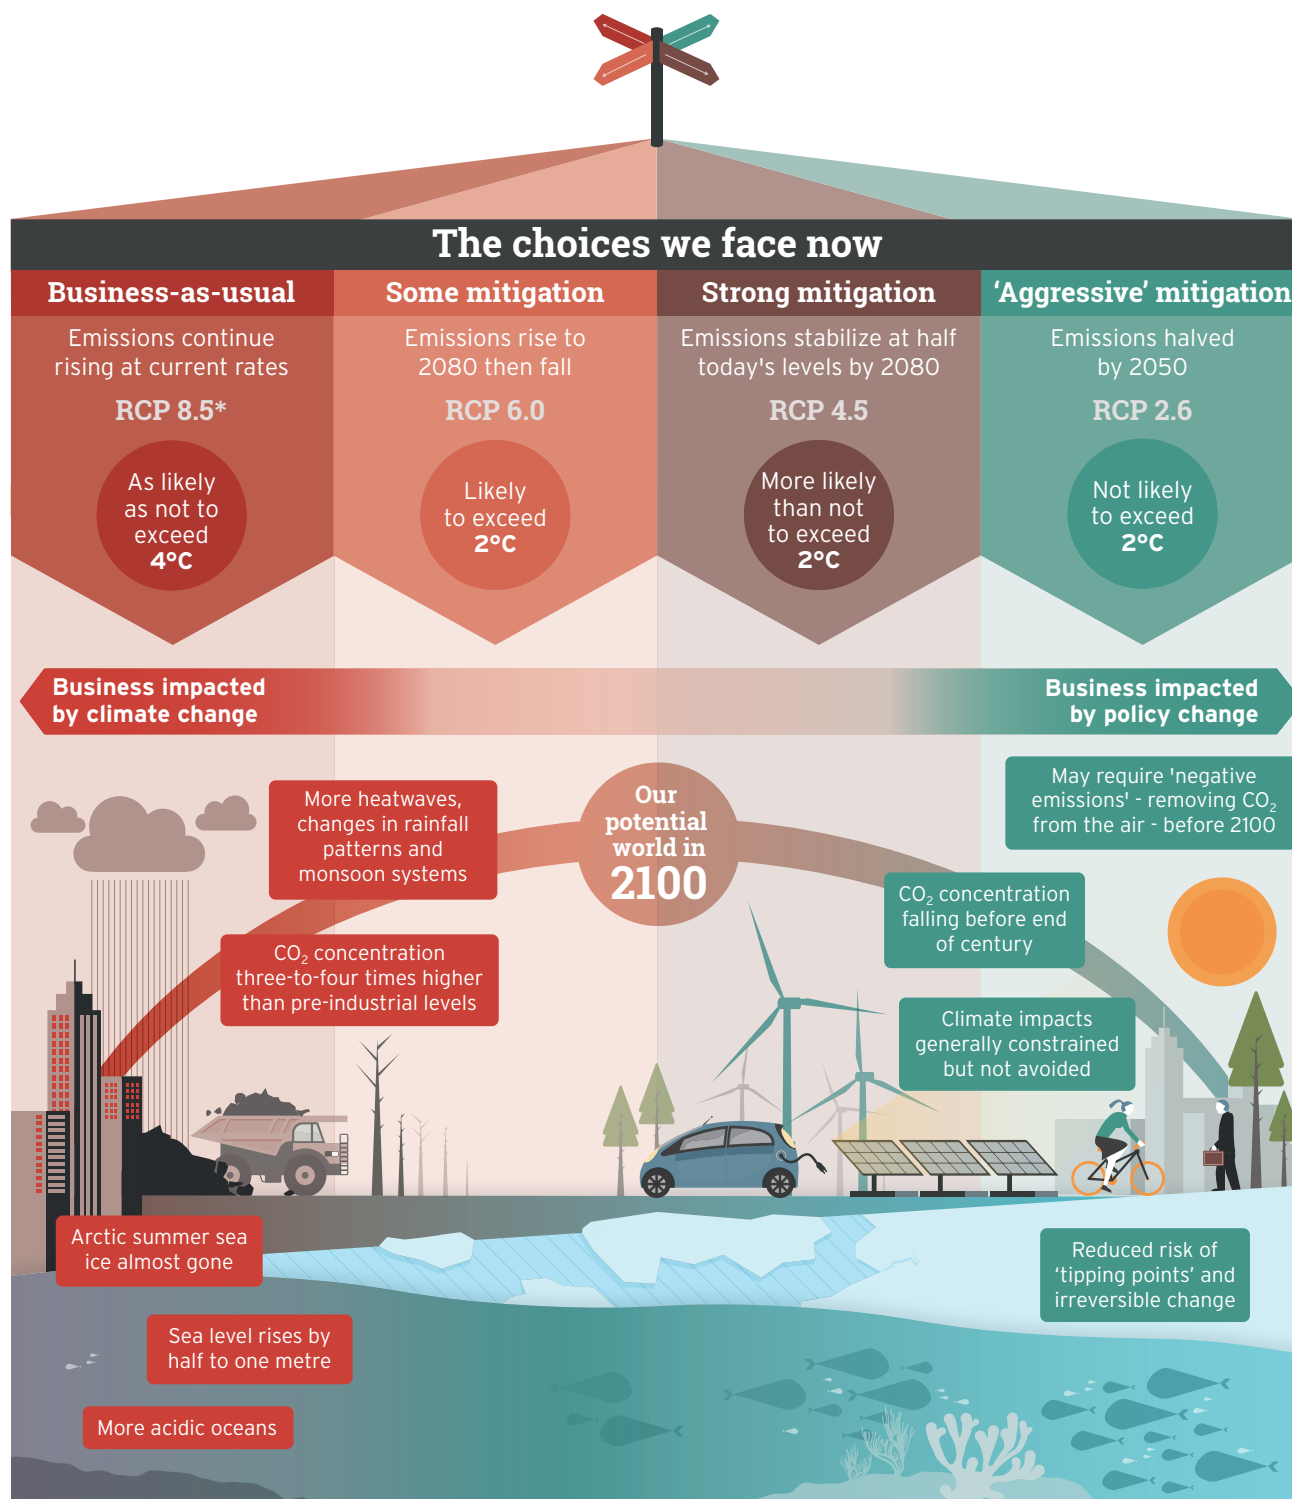 The choices we face now
Business-as-usual
Emissions continue
rising at current rates
RCP 8.5*
As likely
as not to
exceed
4°C
Some mitigation
Emissions rise to
2080 then fall
RCP 6.0
Likely
to exceed
2°C
Strong mitigation
Emissions stabilize at half
today's levels by 2080
RCP 4.5
More likely
than not
to exceed
2°C
‘Aggressive’ mitigation
Emissions halved
by 2050
RCP 2.6
Not likely
to exceed
2°C
Business impacted
by climate change
Business impacted
by policy change
Our
potential
world in
2100
More heatwaves,
changes in rainfall
patterns and
monsoon systems
CO₂ concentration
three-to-four times higher
than pre-industrial levels
May require 'negative
emissions' - removing CO₂
from the air - before 2100
CO₂ concentration
falling before end
of century
Climate impacts
generally constrained
but not avoided
Arctic summer sea
ice almost gone
Sea level rises by
half to one metre
More acidic oceans
Reduced risk of
‘tipping points’ and
irreversible change